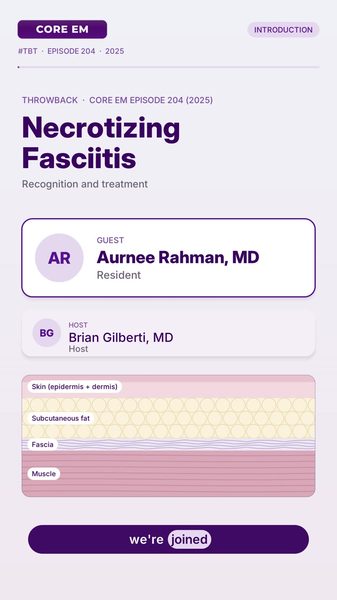 CORE EM
INTRODUCTION
#TBT · EPISODE 204 · 2025
THROWBACK · CORE EM EPISODE 204 (2025)
Necrotizing
Fasciitis
Recognition and treatment
AR
GUEST
Aurnee Rahman, MD
Resident
BG
HOST
Brian Gilberti, MD
Host
Skin (epidermis + dermis)
Subcutaneous fat
Fascia
Muscle
we're joined